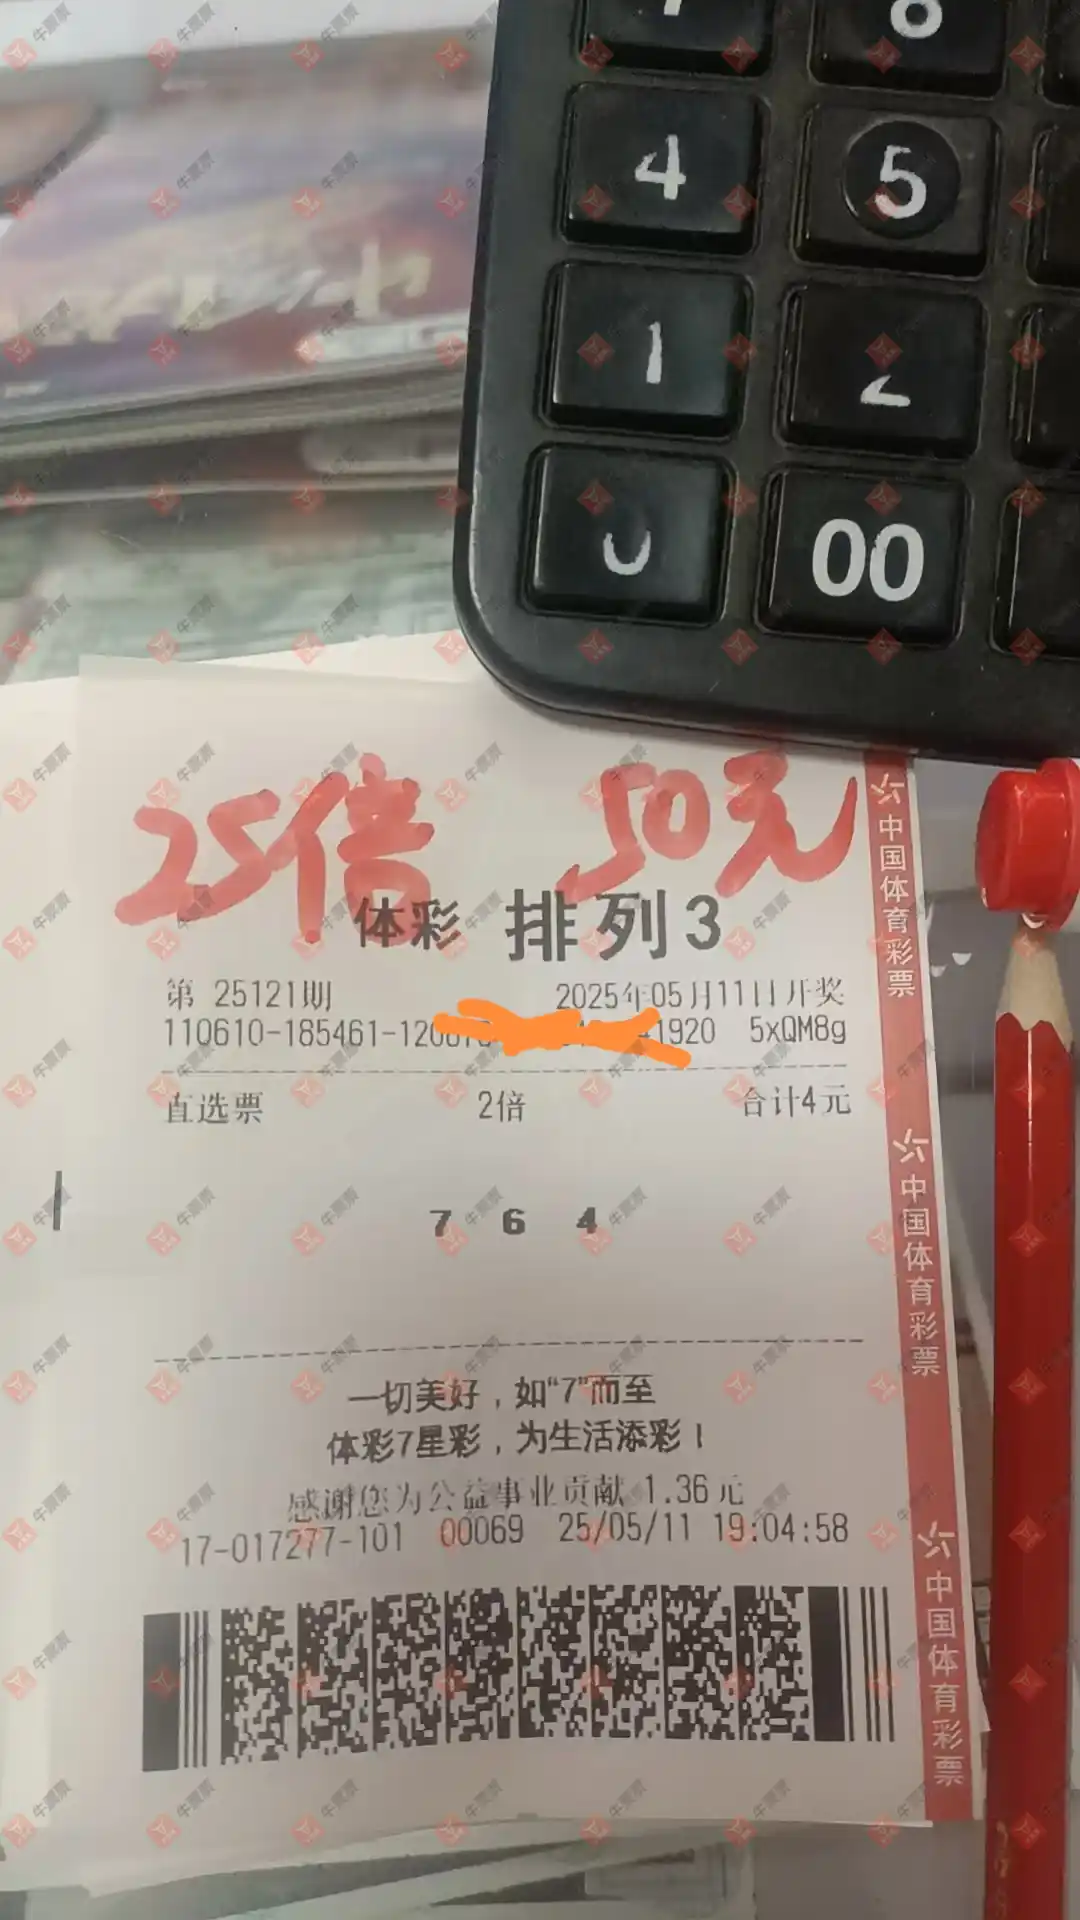 4 5
1 2
0 00
25倍 50元
体彩 排列3
第 25121期 2025年05月11日开奖
110610-185461-120 1920 5xQM8g
直选票 2倍 合计4元
7 6 4
一切美好，如“7”而至
体彩7星彩，为生活添彩！
感谢您为公益事业贡献 1.36元
17-017277-101 00069 25/05/11 19:04:58
中国体育彩票
中国体育彩票
中国体育彩票
牛票票